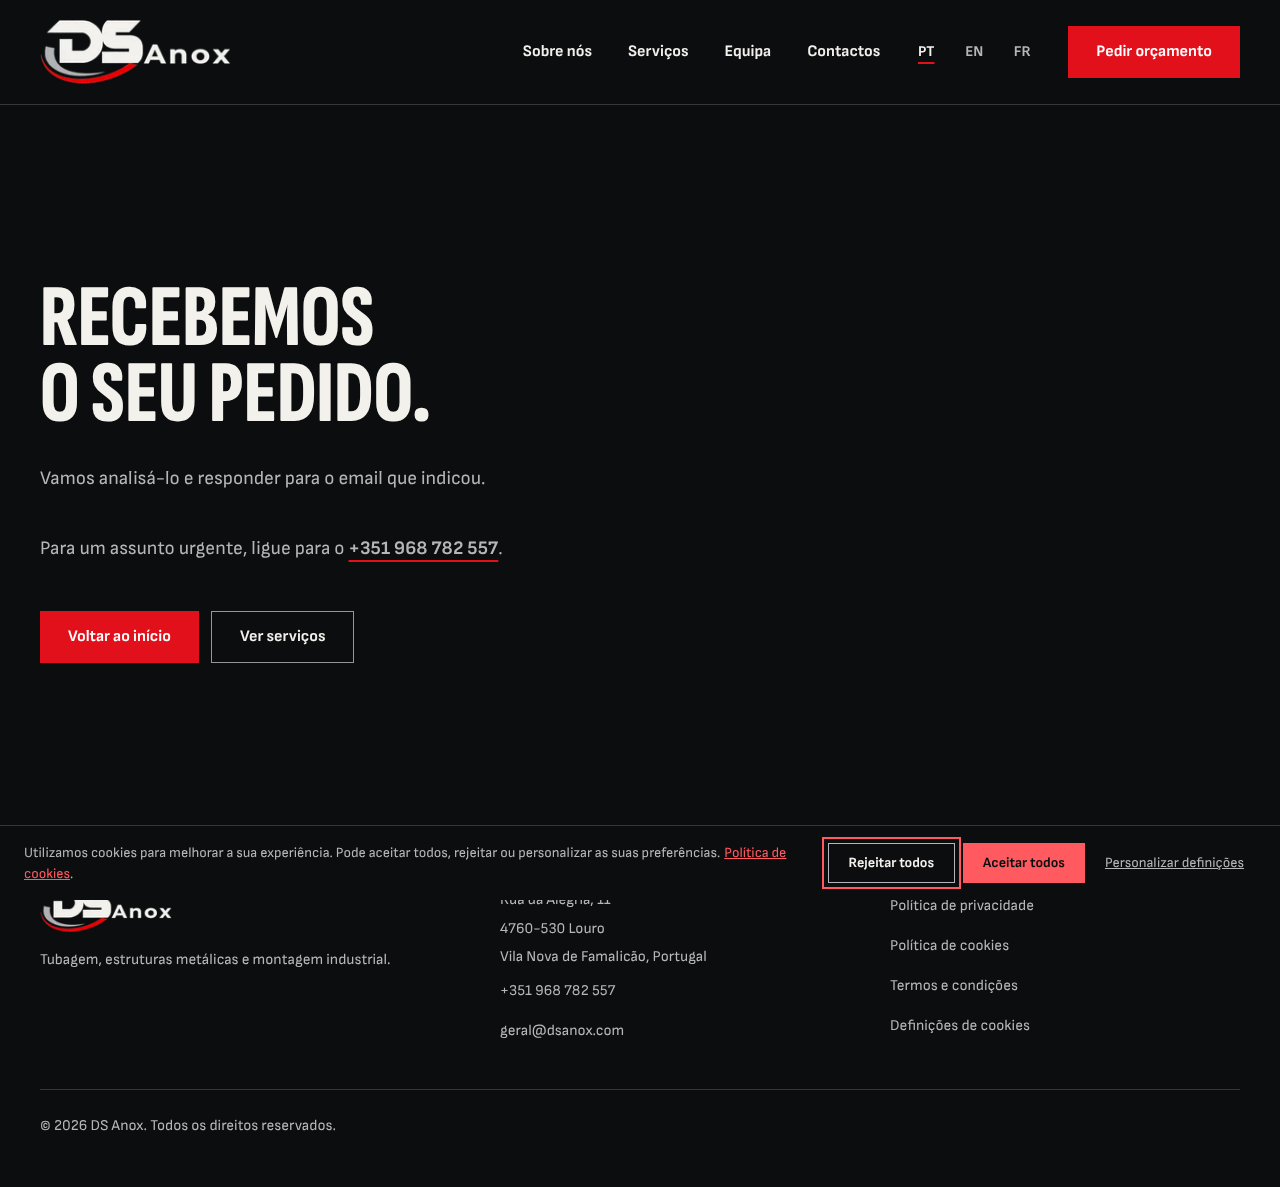 DS Anox
Sobre nós
Serviços
Equipa
Contactos
PT
EN
FR
Pedir orçamento
RECEBEMOS
O SEU PEDIDO.
Vamos analisá-lo e responder para o email que indicou.
Para um assunto urgente, ligue para o +351 968 782 557.
Voltar ao início
Ver serviços
Utilizamos cookies para melhorar a sua experiência. Pode aceitar todos, rejeitar ou personalizar as suas preferências. Política de
cookies.
Rejeitar todos
Aceitar todos
Personalizar definições
DS Anox
Tubagem, estruturas metálicas e montagem industrial.
Rua da Alegria, 11
4760-530 Louro
Vila Nova de Famalicão, Portugal
+351 968 782 557
geral@dsanox.com
Política de privacidade
Política de cookies
Termos e condições
Definições de cookies
© 2026 DS Anox. Todos os direitos reservados.